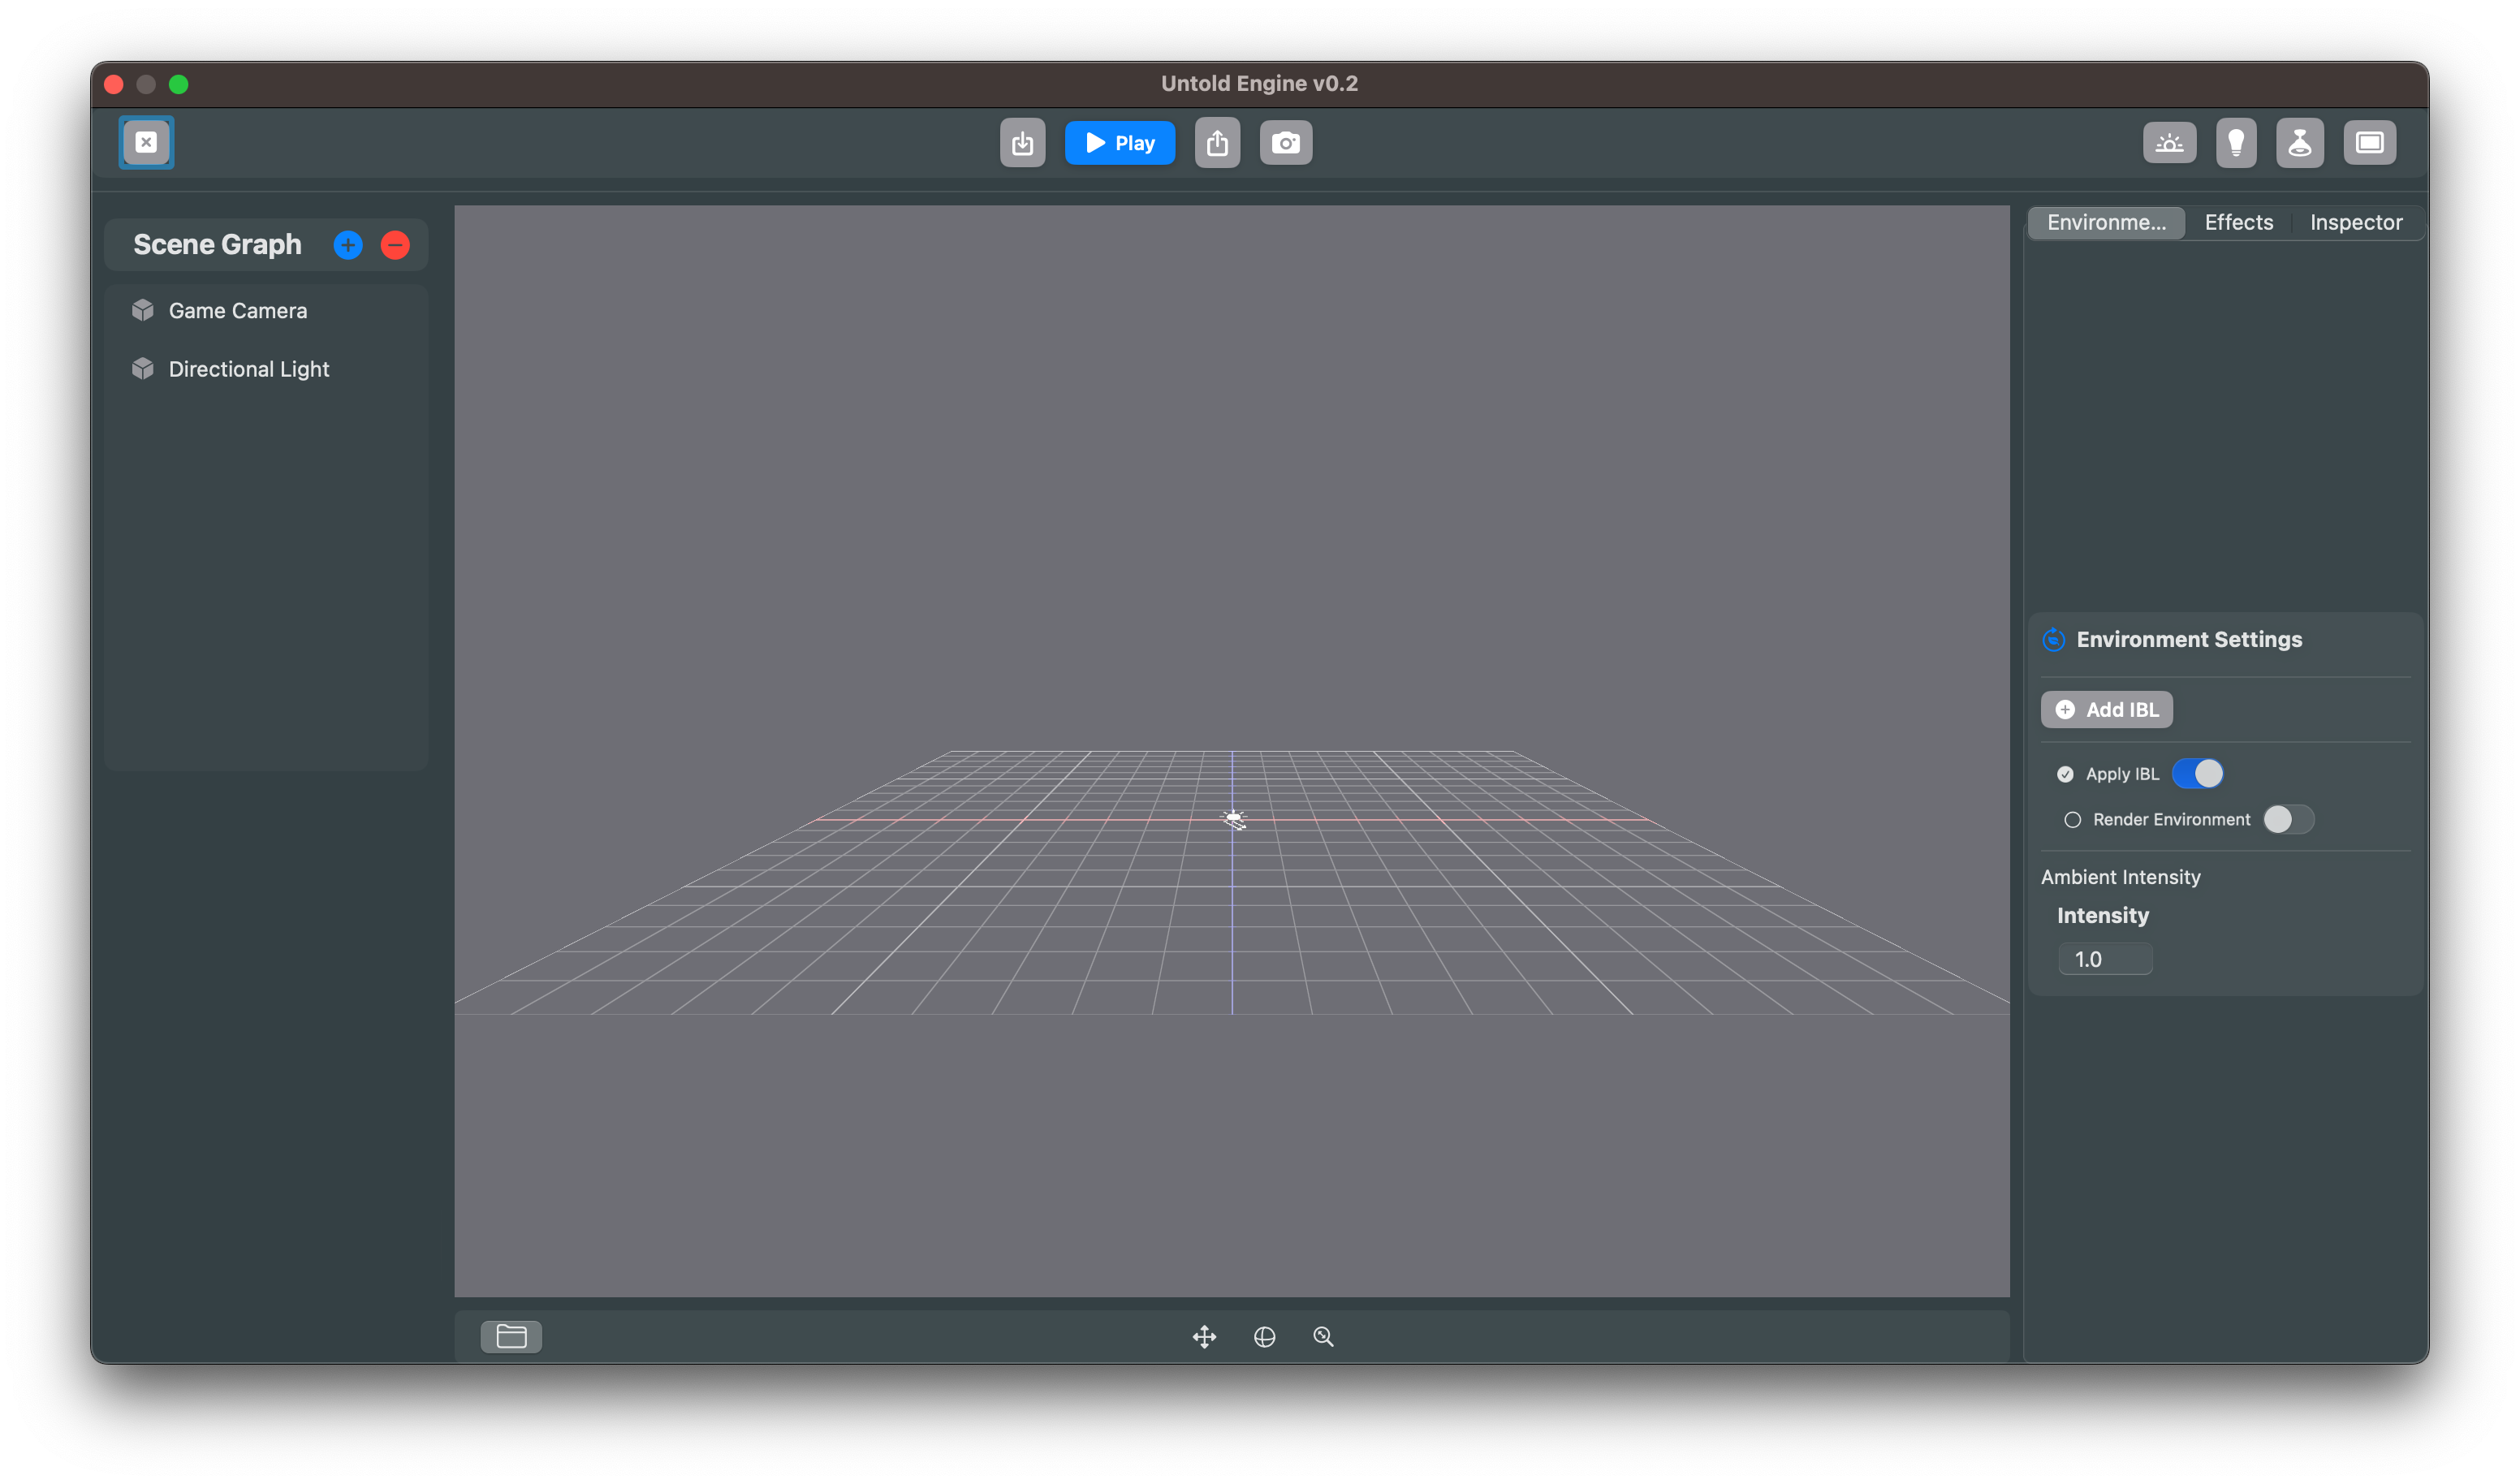 Untold Engine v0.2
Play
Scene Graph
Game Camera
Directional Light
Environme... Effects Inspector
Environment Settings
Add IBL
Apply IBL
Render Environment
Ambient Intensity
Intensity
1.0